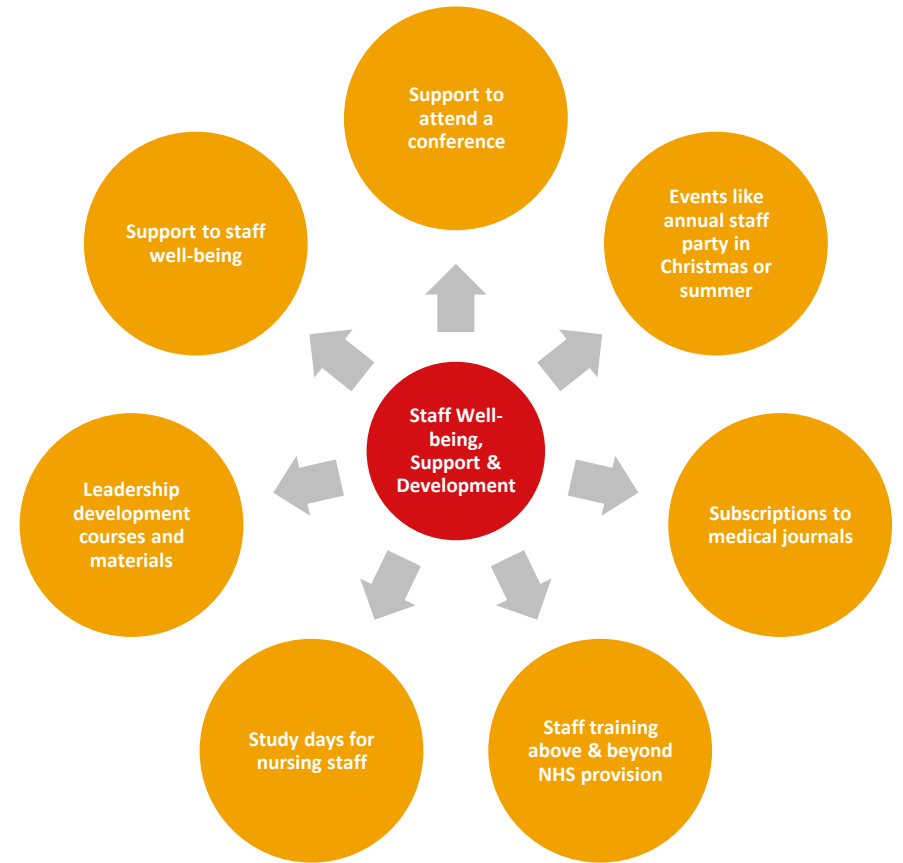 Support to
attend a
conference
Events like
annual staff
party in
Christmas or
summer
Subscriptions to
medical journals
Staff training
above & beyond
NHS provision
Study days for
nursing staff
Leadership
development
courses and
materials
Support to staff
well-being
Staff Well-
being,
Support &
Development